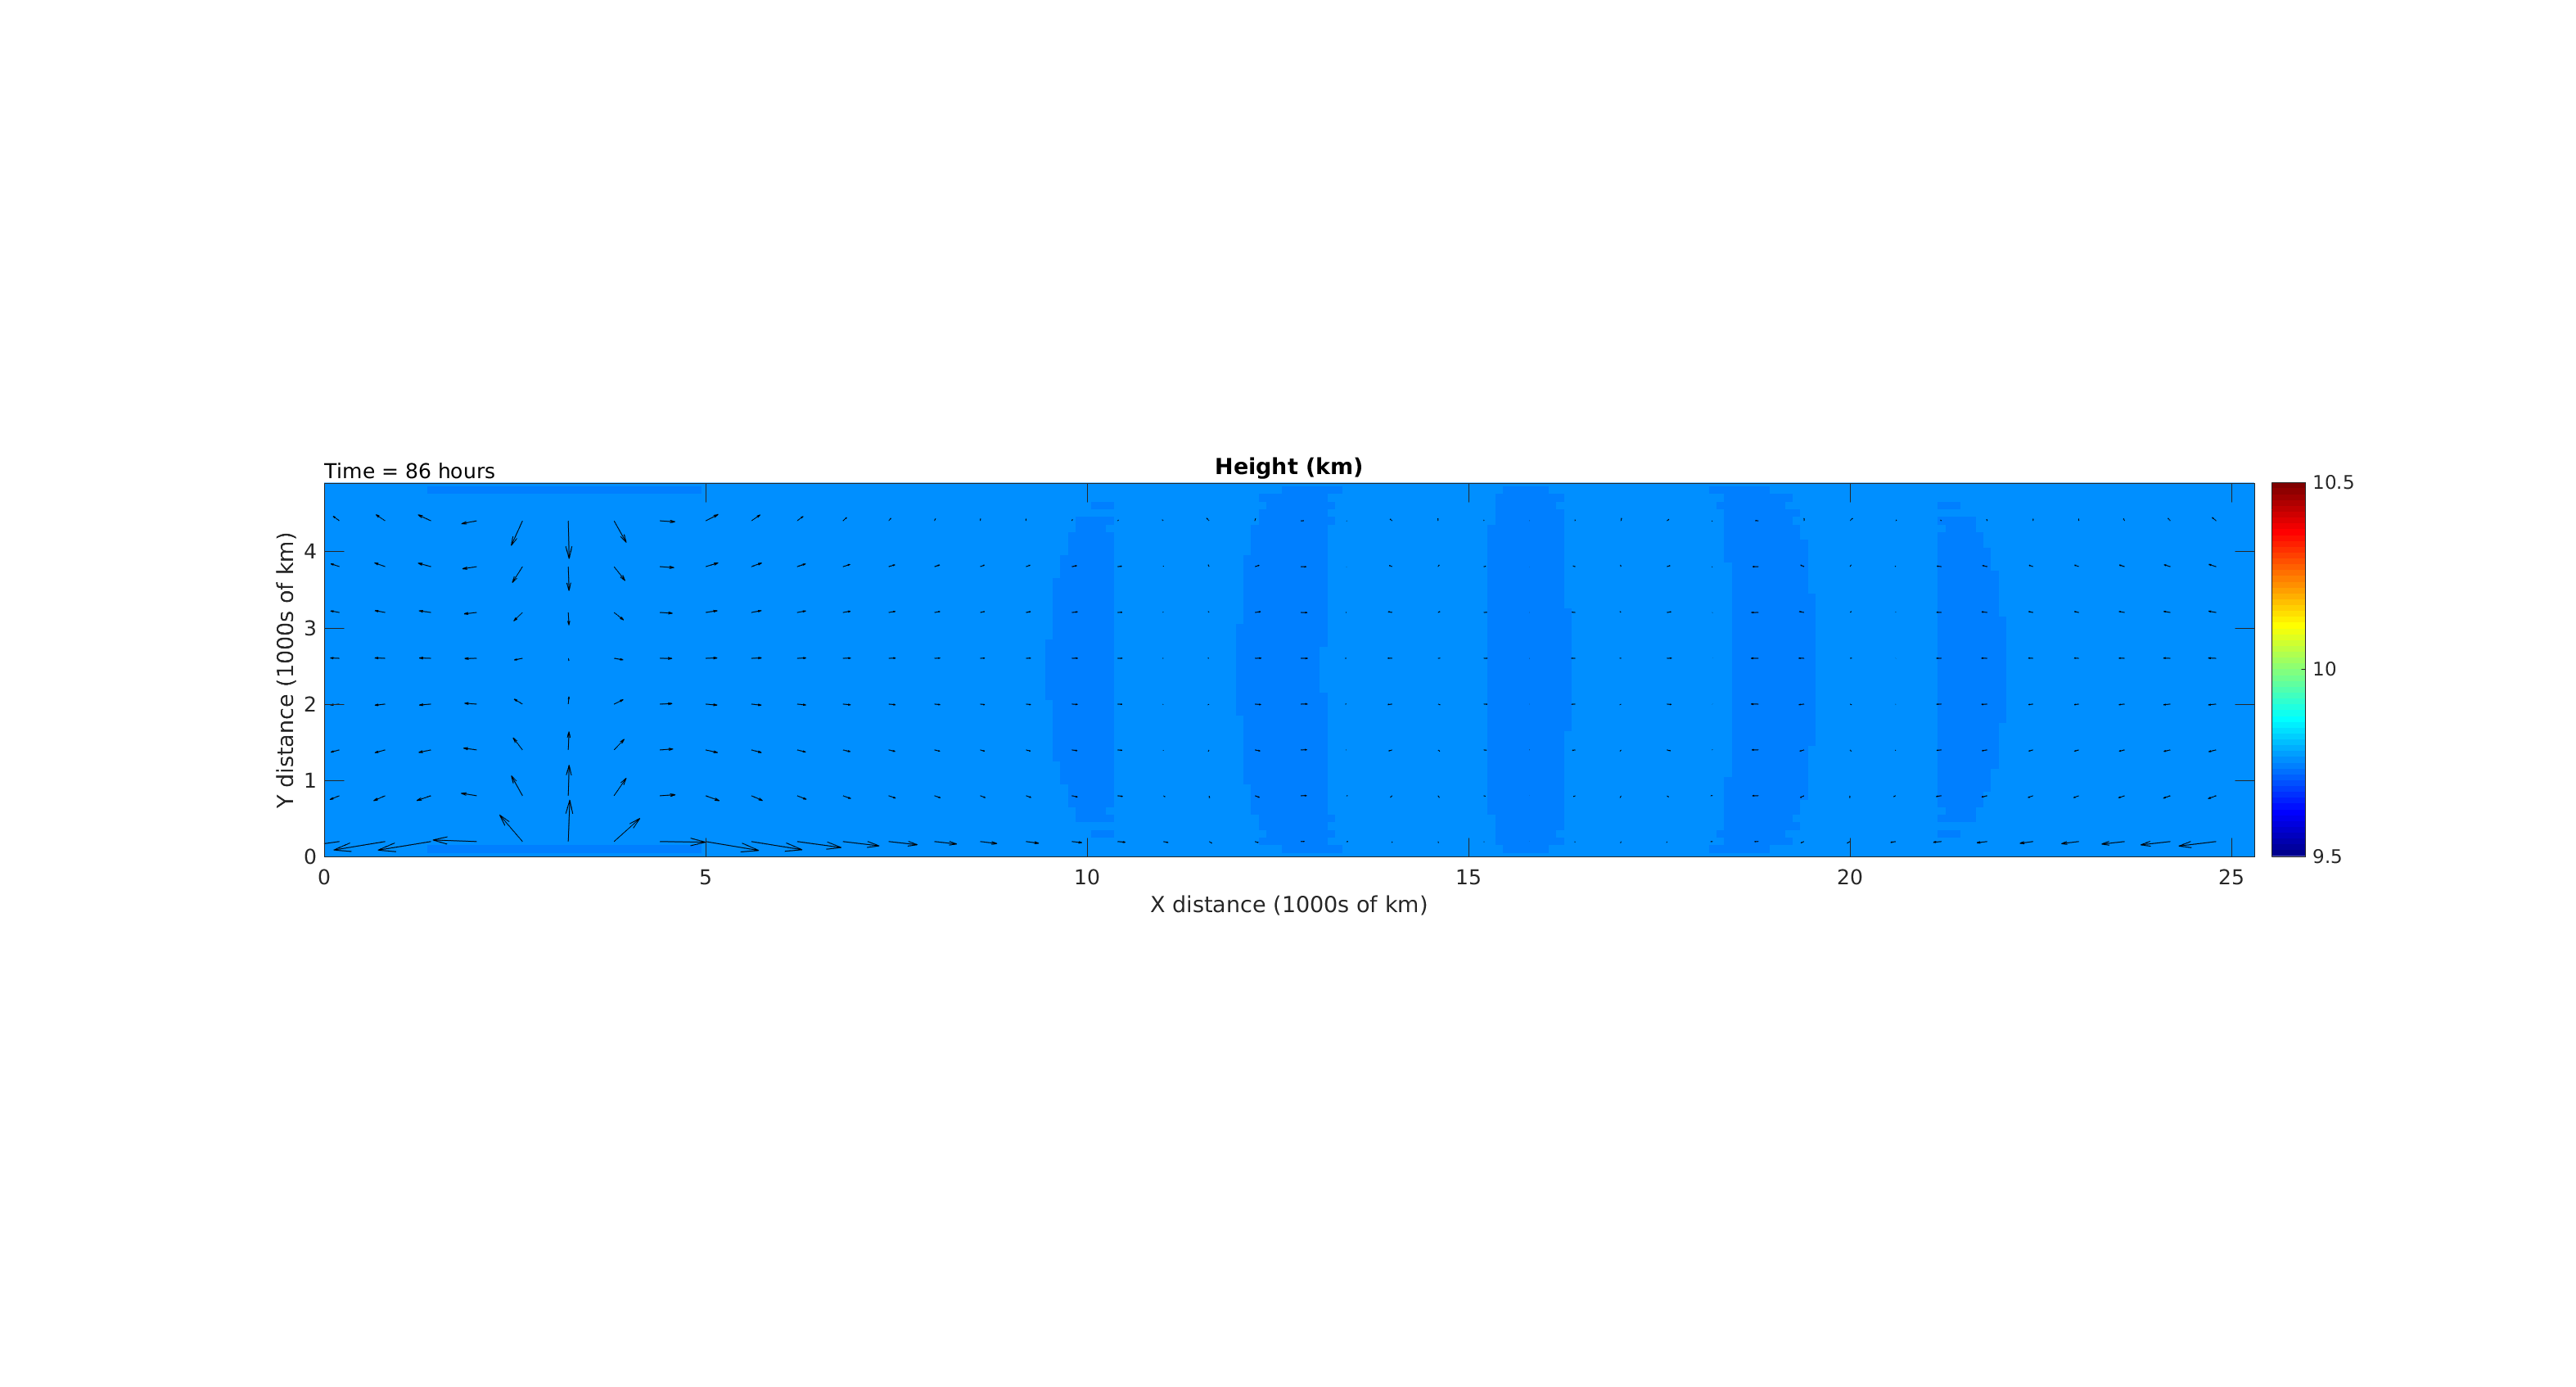 Time = 86 hours
Height (km)
10.5
10
9.5
Y distance (1000s of km)
4
3
2
1
0
0 5 10 15 20 25
X distance (1000s of km)